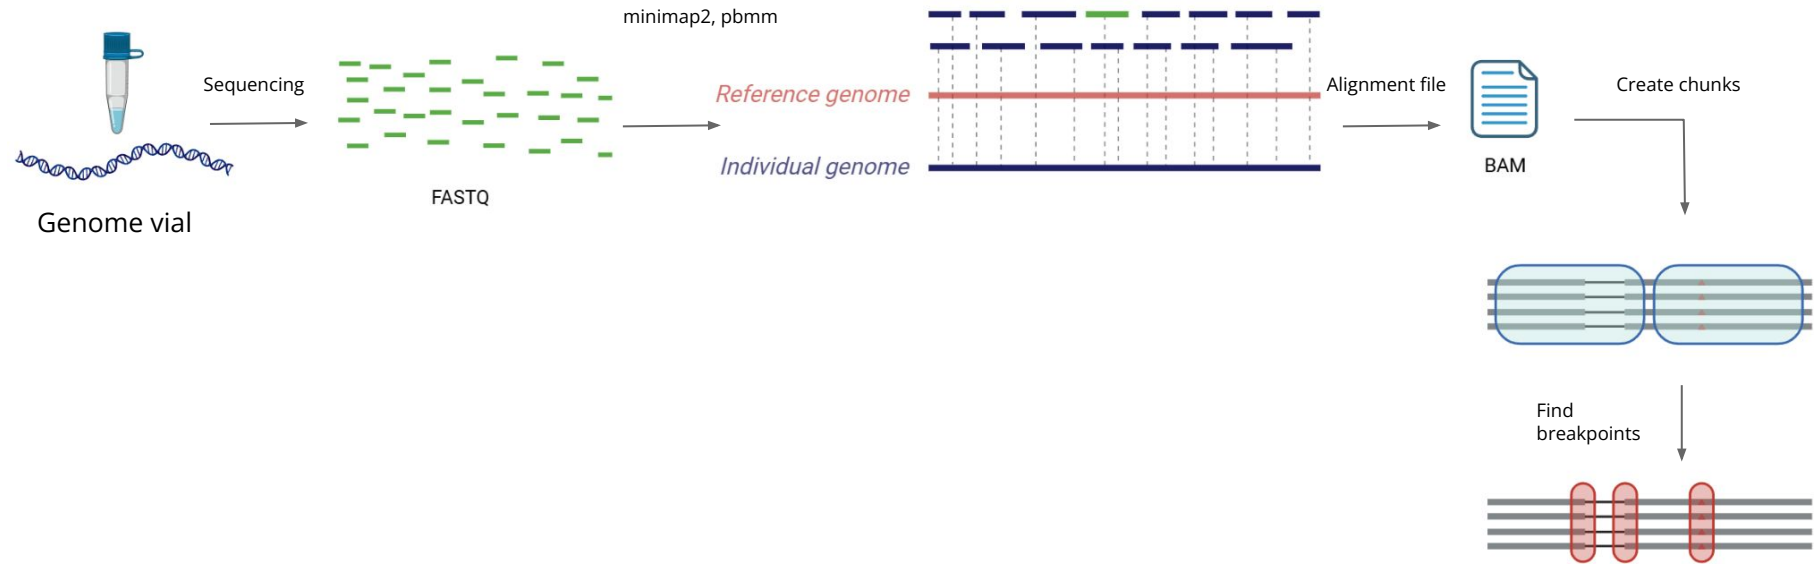 minimap2, pbmm
Sequencing
Reference genome
Alignment file
Create chunks
Individual genome
BAM
FASTQ
Genome vial
Find
breakpoints